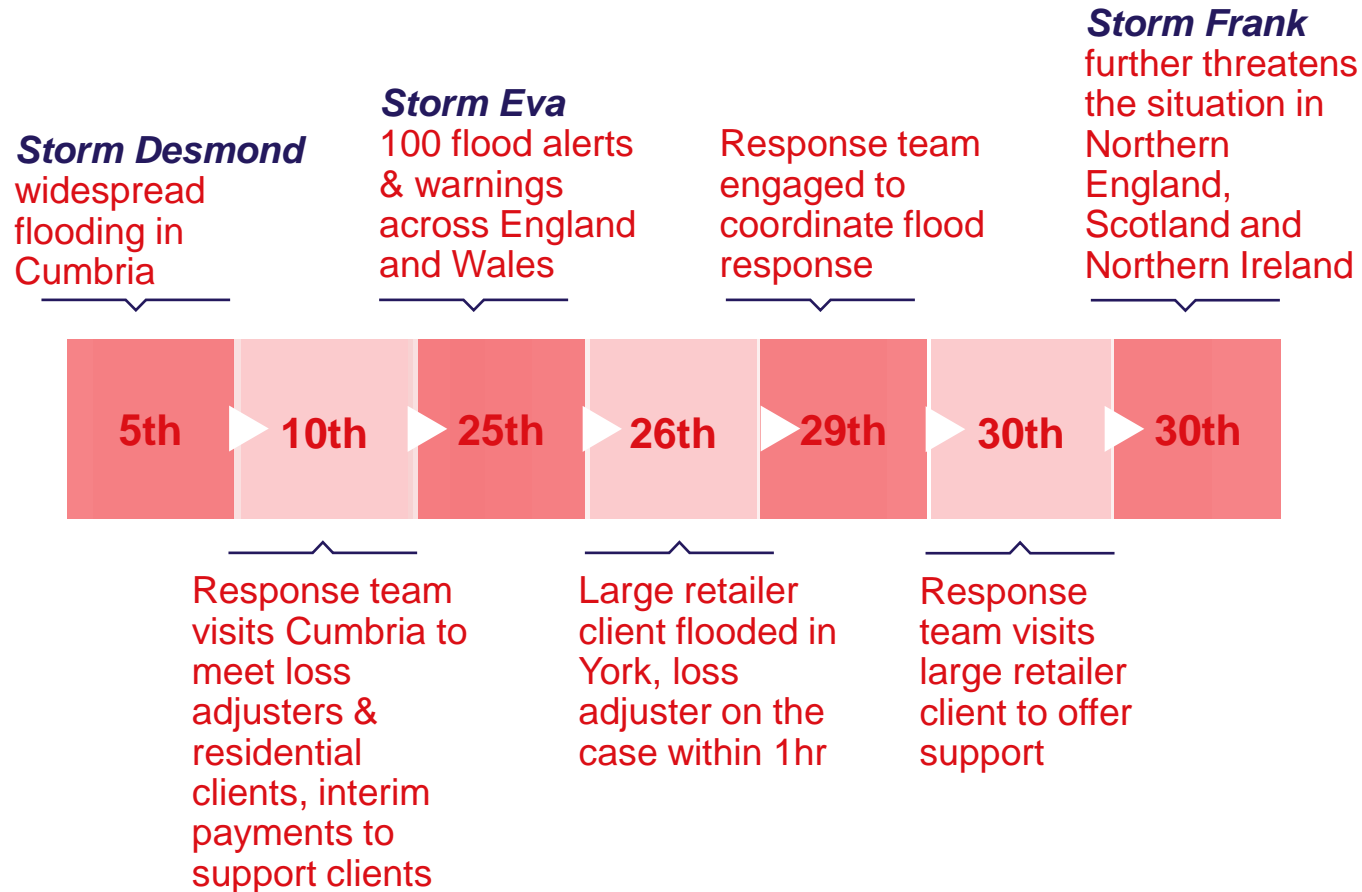 Storm Desmond
widespread
flooding in
Cumbria
Storm Eva
100 flood alerts
& warnings
across England
and Wales
Response team
engaged to
coordinate flood
response
Storm Frank
further threatens
the situation in
Northern
England,
Scotland and
Northern Ireland
5th
10th
25th
26th
29th
30th
30th
Response team
visits Cumbria to
meet loss
adjusters &
residential
clients, interim
payments to
support clients
Large retailer
client flooded in
York, loss
adjuster on the
case within 1hr
Response
team visits
large retailer
client to offer
support